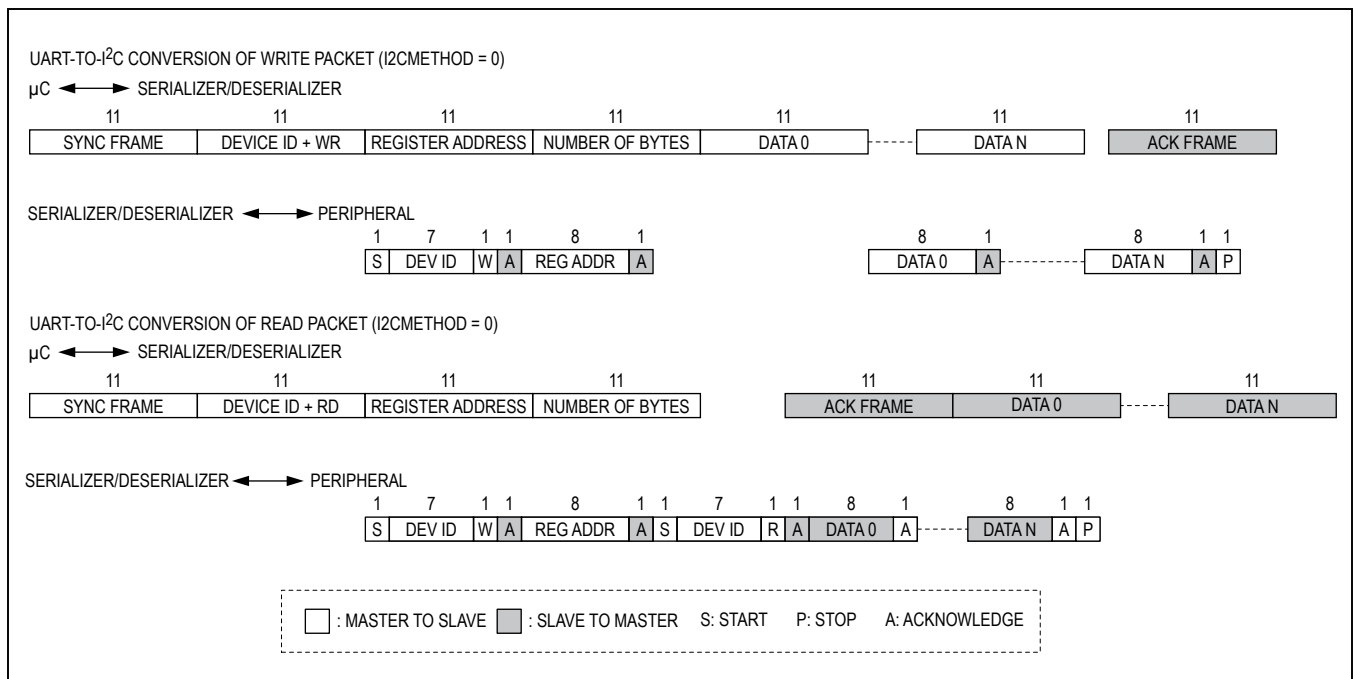 UART-TO-I2C CONVERSION OF WRITE PACKET (I2CMETHOD = 0)
µC SERIALIZER/DESERIALIZER
11 11 11 11 11 11 11
SYNC FRAME DEVICE ID + WR REGISTER ADDRESS NUMBER OF BYTES DATA 0 DATA N ACK FRAME
SERIALIZER/DESERIALIZER PERIPHERAL
1 7 1 1 8 1 8 1 8 1 1
S DEV ID W A REG ADDR A DATA 0 A DATA N A P
UART-TO-I2C CONVERSION OF READ PACKET (I2CMETHOD = 0)
µC SERIALIZER/DESERIALIZER
11 11 11 11 11 11 11
SYNC FRAME DEVICE ID + RD REGISTER ADDRESS NUMBER OF BYTES ACK FRAME DATA 0 DATA N
SERIALIZER/DESERIALIZER PERIPHERAL
1 7 1 1 8 1 1 7 1 1 8 1 8 1 1
S DEV ID W A REG ADDR A S DEV ID R A DATA 0 A DATA N A P
: MASTER TO SLAVE : SLAVE TO MASTER S: START P: STOP A: ACKNOWLEDGE